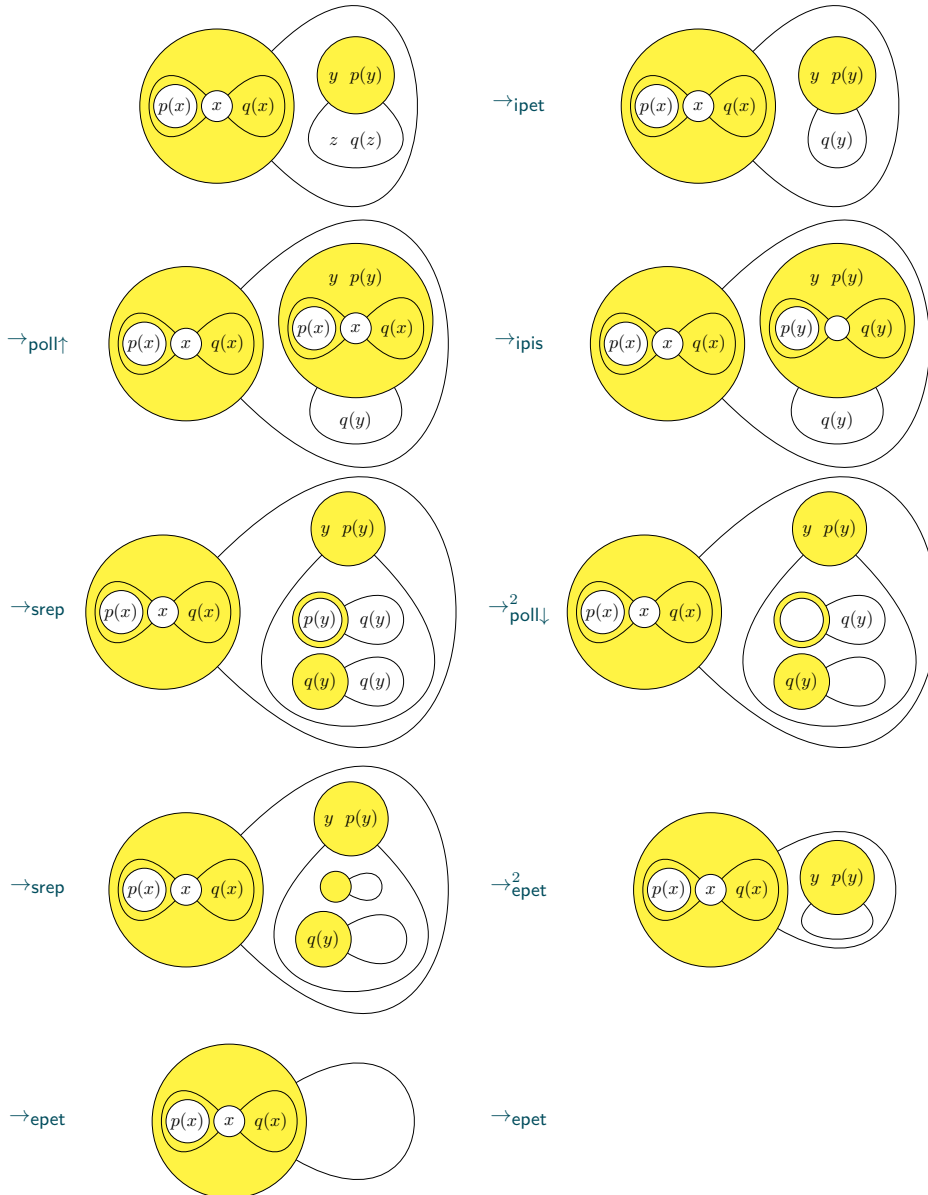 p(x) x q(x) y p(y) z q(z) →ipet p(x) x q(x) y p(y) q(y)
→poll↑ p(x) x q(x) y p(y) p(x) x q(x) q(y) →ipis p(x) x q(x) y p(y) p(y) q(y) q(y)
→srep p(x) x q(x) y p(y) p(y) q(y) q(y) q(y) →²poll↓ p(x) x q(x) y p(y) q(y) q(y)
→srep p(x) x q(x) y p(y) q(y) →²epet p(x) x q(x) y p(y)
→epet p(x) x q(x) →epet